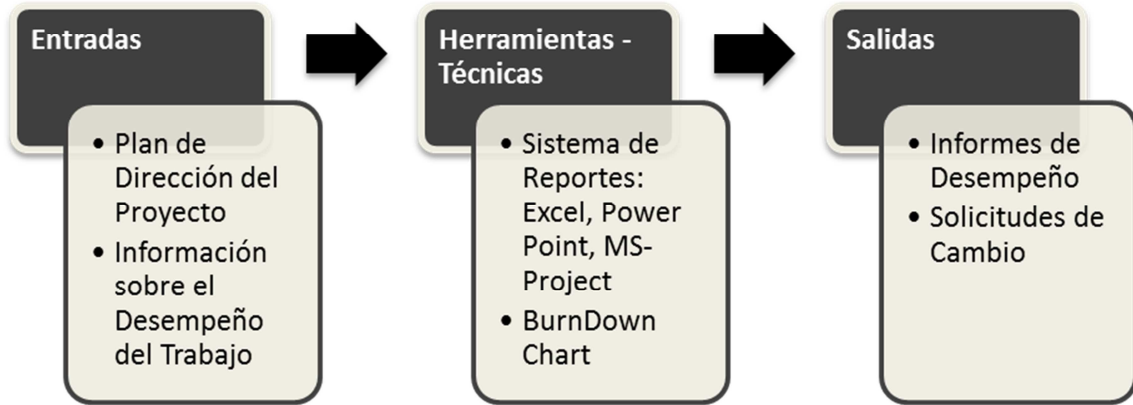 Entradas
• Plan de
Dirección del
Proyecto
• Información
sobre el
Desempeño
del Trabajo
Herramientas -
Técnicas
• Sistema de
Reportes:
Excel, Power
Point, MS-
Project
• BurnDown
Chart
Salidas
• Informes de
Desempeño
• Solicitudes de
Cambio